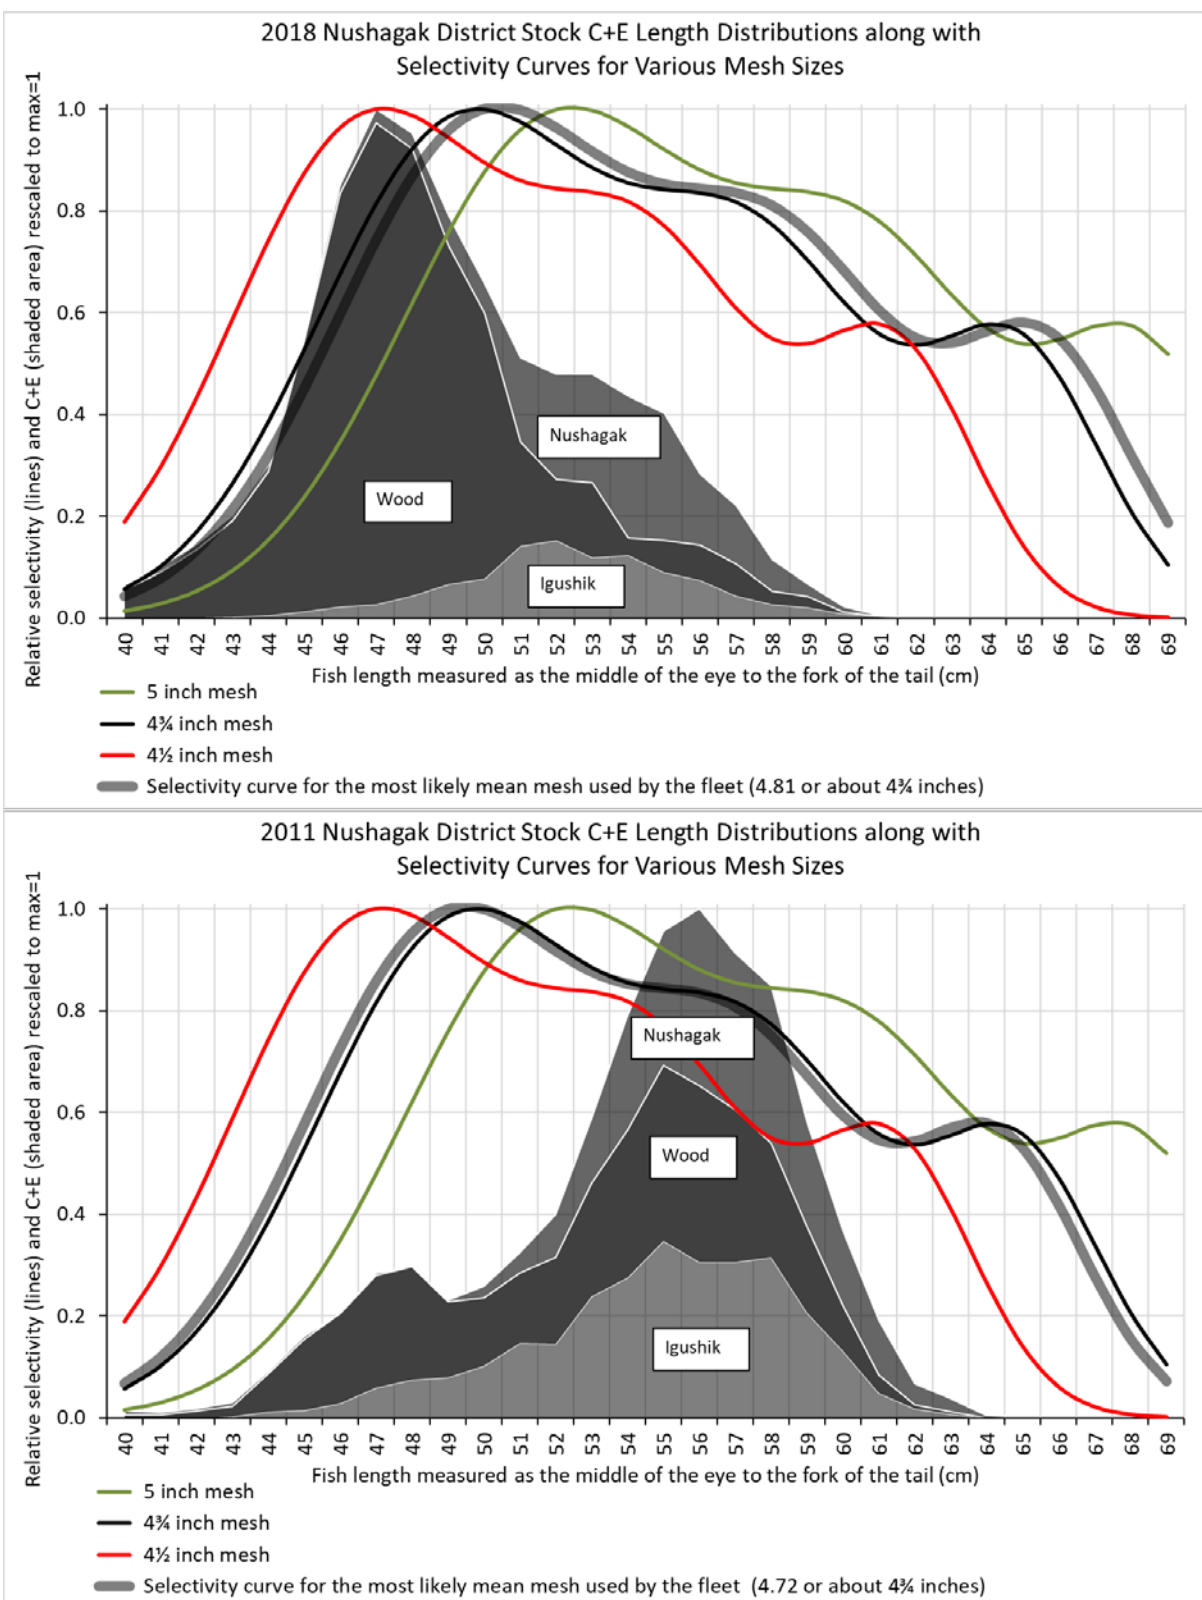 2018 Nushagak District Stock C+E Length Distributions along with
Selectivity Curves for Various Mesh Sizes
Relative selectivity (lines) and C+E (shaded area) rescaled to max=1
1.0
0.8
0.6
0.4
0.2
0.0
Nushagak
Wood
Igushik
40 41 42 43 44 45 46 47 48 49 50 51 52 53 54 55 56 57 58 59 60 61 62 63 64 65 66 67 68 69
Fish length measured as the middle of the eye to the fork of the tail (cm)
5 inch mesh
4¾ inch mesh
4½ inch mesh
Selectivity curve for the most likely mean mesh used by the fleet (4.81 or about 4¾ inches)
2011 Nushagak District Stock C+E Length Distributions along with
Selectivity Curves for Various Mesh Sizes
Relative selectivity (lines) and C+E (shaded area) rescaled to max=1
1.0
0.8
0.6
0.4
0.2
0.0
Nushagak
Wood
Igushik
40 41 42 43 44 45 46 47 48 49 50 51 52 53 54 55 56 57 58 59 60 61 62 63 64 65 66 67 68 69
Fish length measured as the middle of the eye to the fork of the tail (cm)
5 inch mesh
4¾ inch mesh
4½ inch mesh
Selectivity curve for the most likely mean mesh used by the fleet (4.72 or about 4¾ inches)